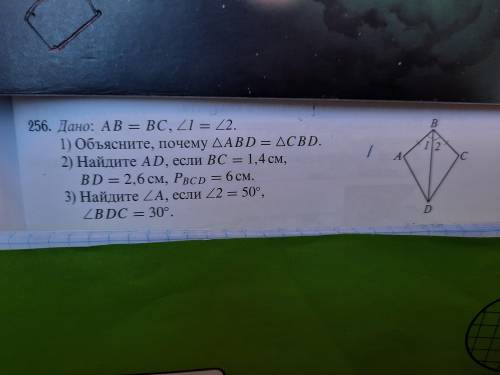 256. Дано: AB = BC, ∠1 = ∠2.
1) Объясните, почему △ABD = △CBD.
2) Найдите AD, если BC = 1,4 см,
BD = 2,6 см, P_BCD = 6 см.
3) Найдите ∠A, если ∠2 = 50°,
∠BDC = 30°.
B
1 2
A C
D